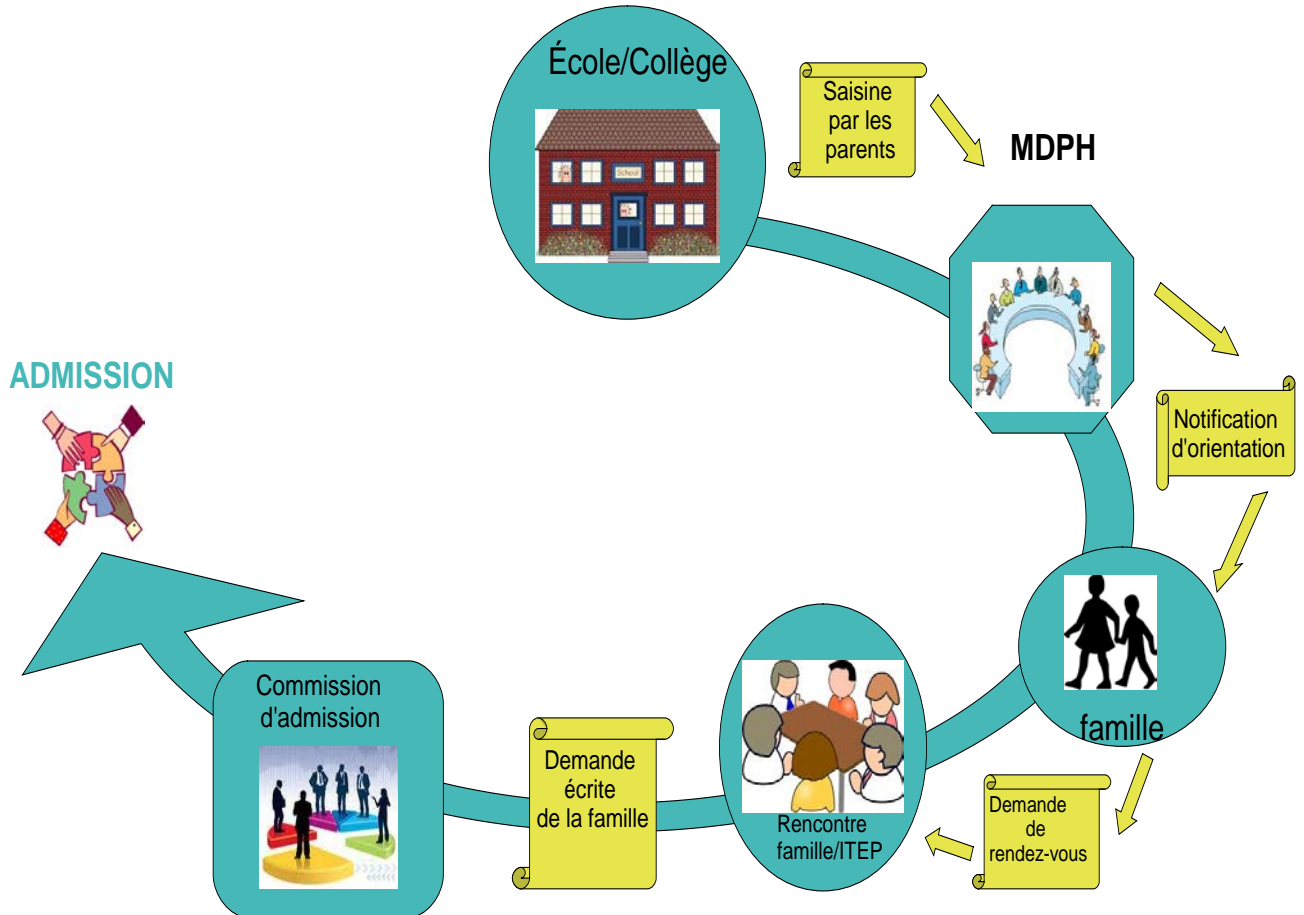 École/Collège
School
Saisine
par les
parents
MDPH
Notification
d'orientation
famille
Demande
de
rendez-vous
Rencontre
famille/ITEP
Demande
écrite
de la famille
Commission
d'admission
ADMISSION